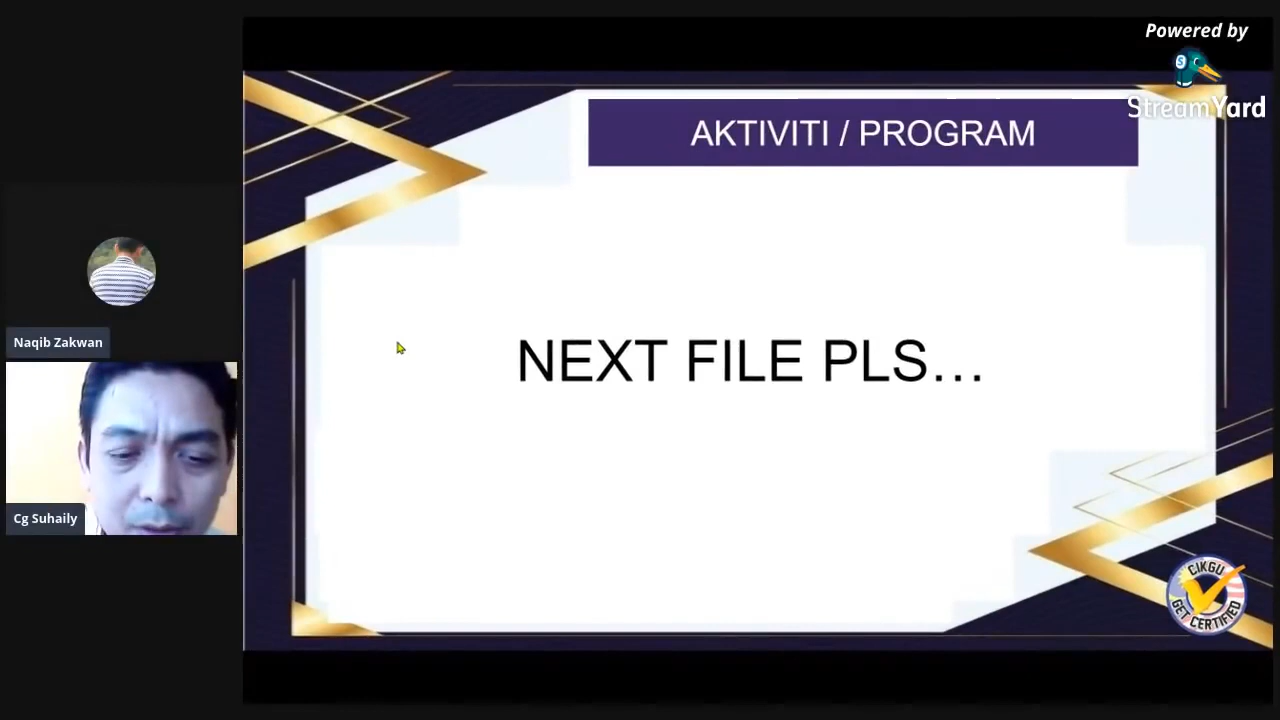 Powered by
StreamYard
AKTIVITI / PROGRAM
NEXT FILE PLS...
Naqib Zakwan
Cg Suhaily
CIKGU
GET CERTIFIED